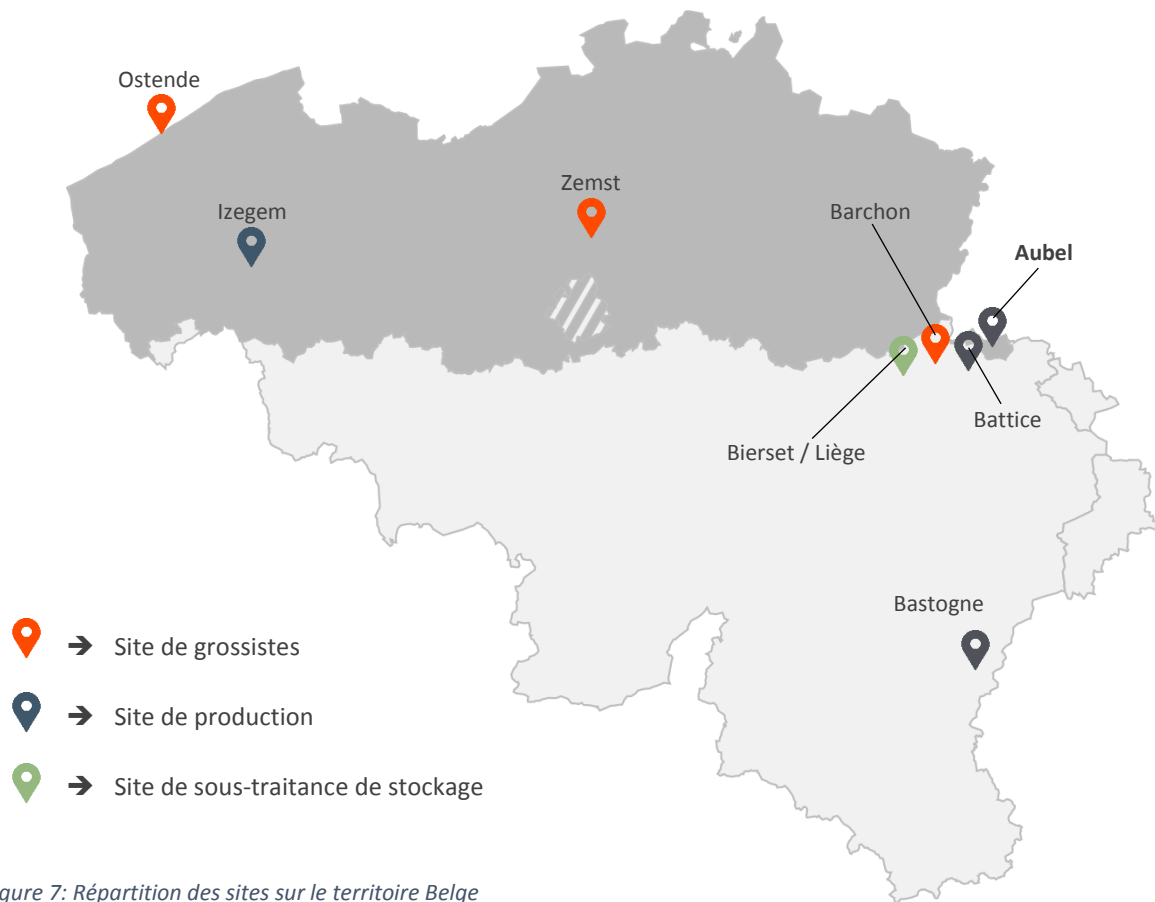 Ostende
Zemst
Izegem
Barchon
Aubel
Battice
Bierset / Liège
Bastogne
➔ Site de grossistes
➔ Site de production
➔ Site de sous-traitance de stockage
gure 7: Répartition des sites sur le territoire Belge